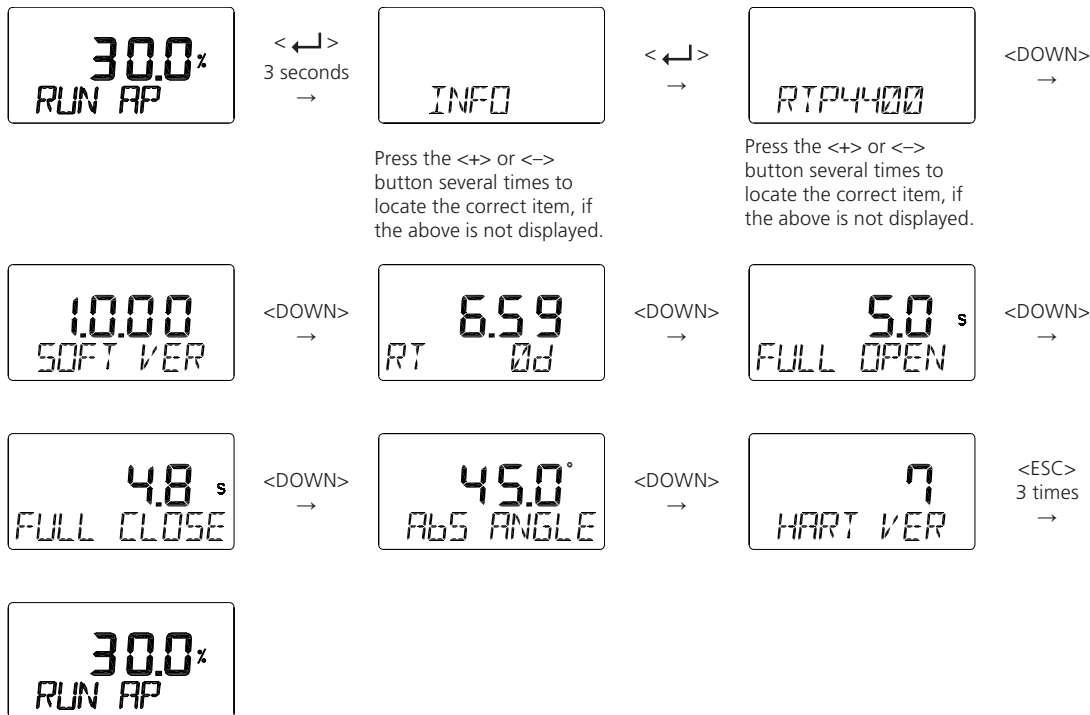 30.0%
RUN AP
< ↵ >
3 seconds
→
INFO
< ↵ >
→
RTP4400
<DOWN>
→
Press the <+> or <–>
button several times to
locate the correct item, if
the above is not displayed.
Press the <+> or <–>
button several times to
locate the correct item, if
the above is not displayed.
1.0.00
SOFT VER
<DOWN>
→
6.59
RT 0d
<DOWN>
→
5.0 s
FULL OPEN
<DOWN>
→
4.8 s
FULL CLOSE
<DOWN>
→
45.0°
AbS ANGLE
<DOWN>
→
7
HART VER
<ESC>
3 times
→
30.0%
RUN AP